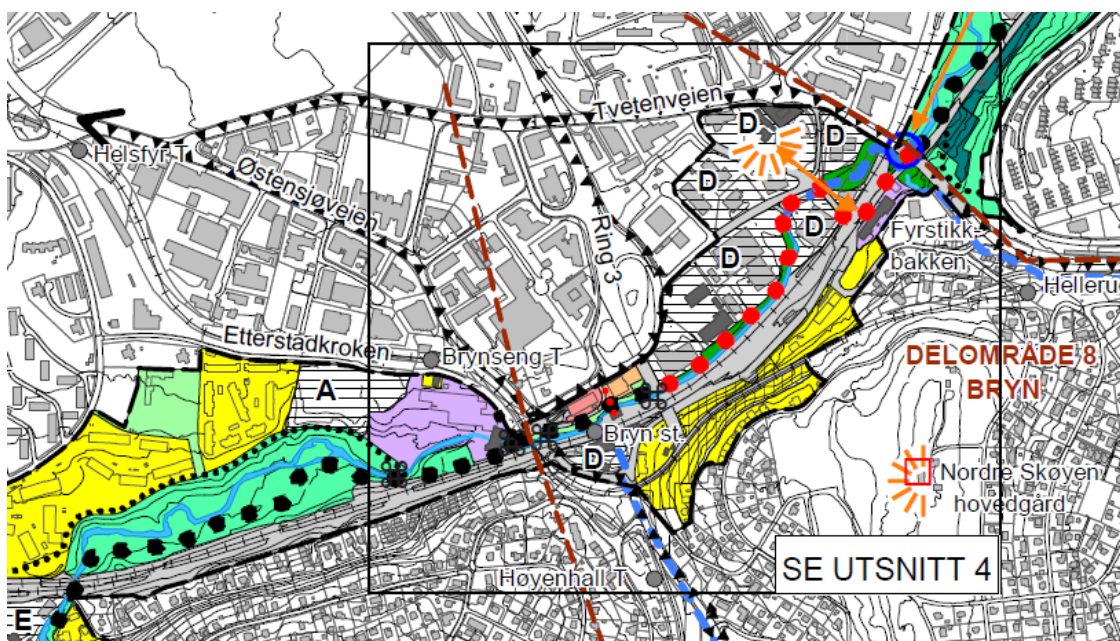 Tvetenveien
Helsfyr T
Østensjøveien
Ring 3
D
D
D
D
D
Fyrstikk-
bakken
Etterstadkroken
Brynseng T
A
DELOMRÅDE 8
BRYN
Bryn st.
D
Nordre Skøyen
hovedgård
SE UTSNITT 4
Høyenhall T
E